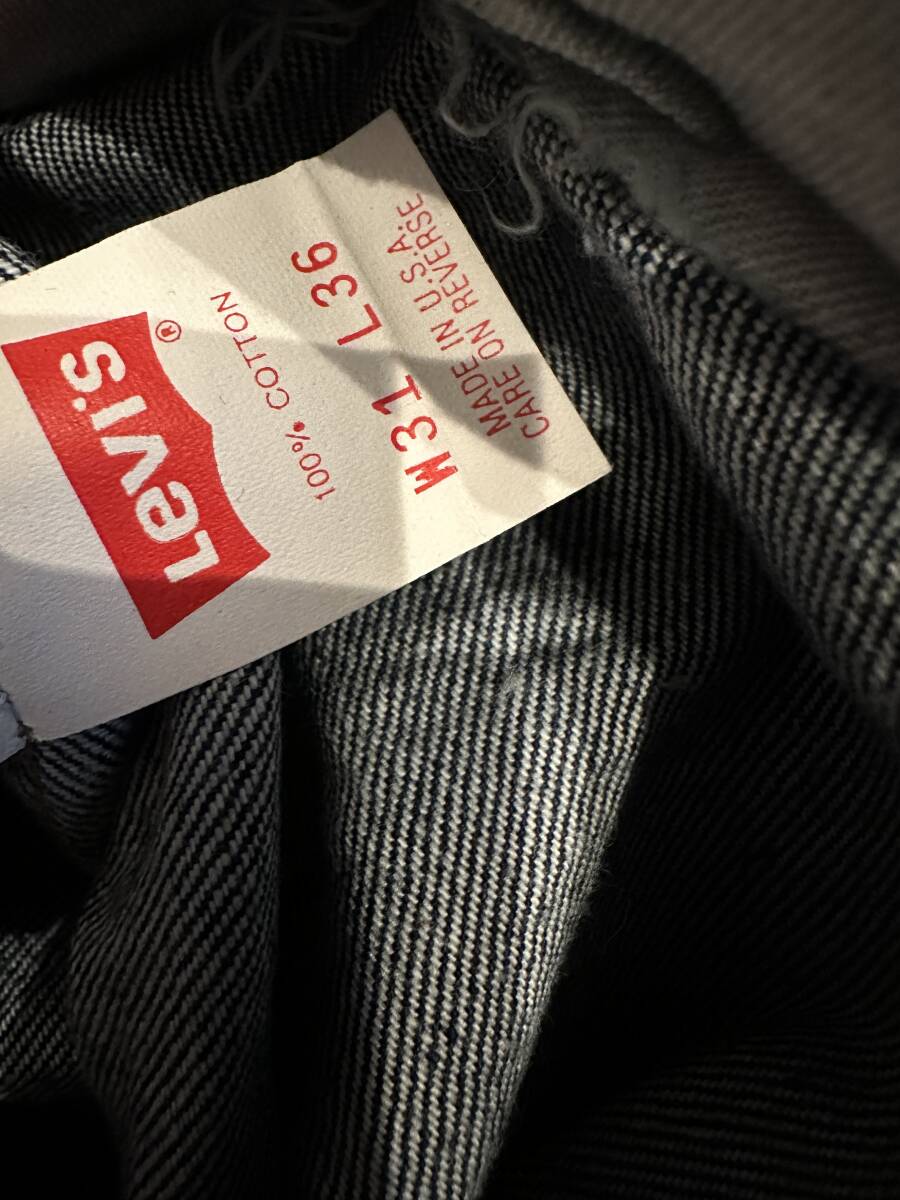 LEVI'S
®
100% COTTON
W31 L36
MADE IN U.S.A.
CARE ON REVERSE